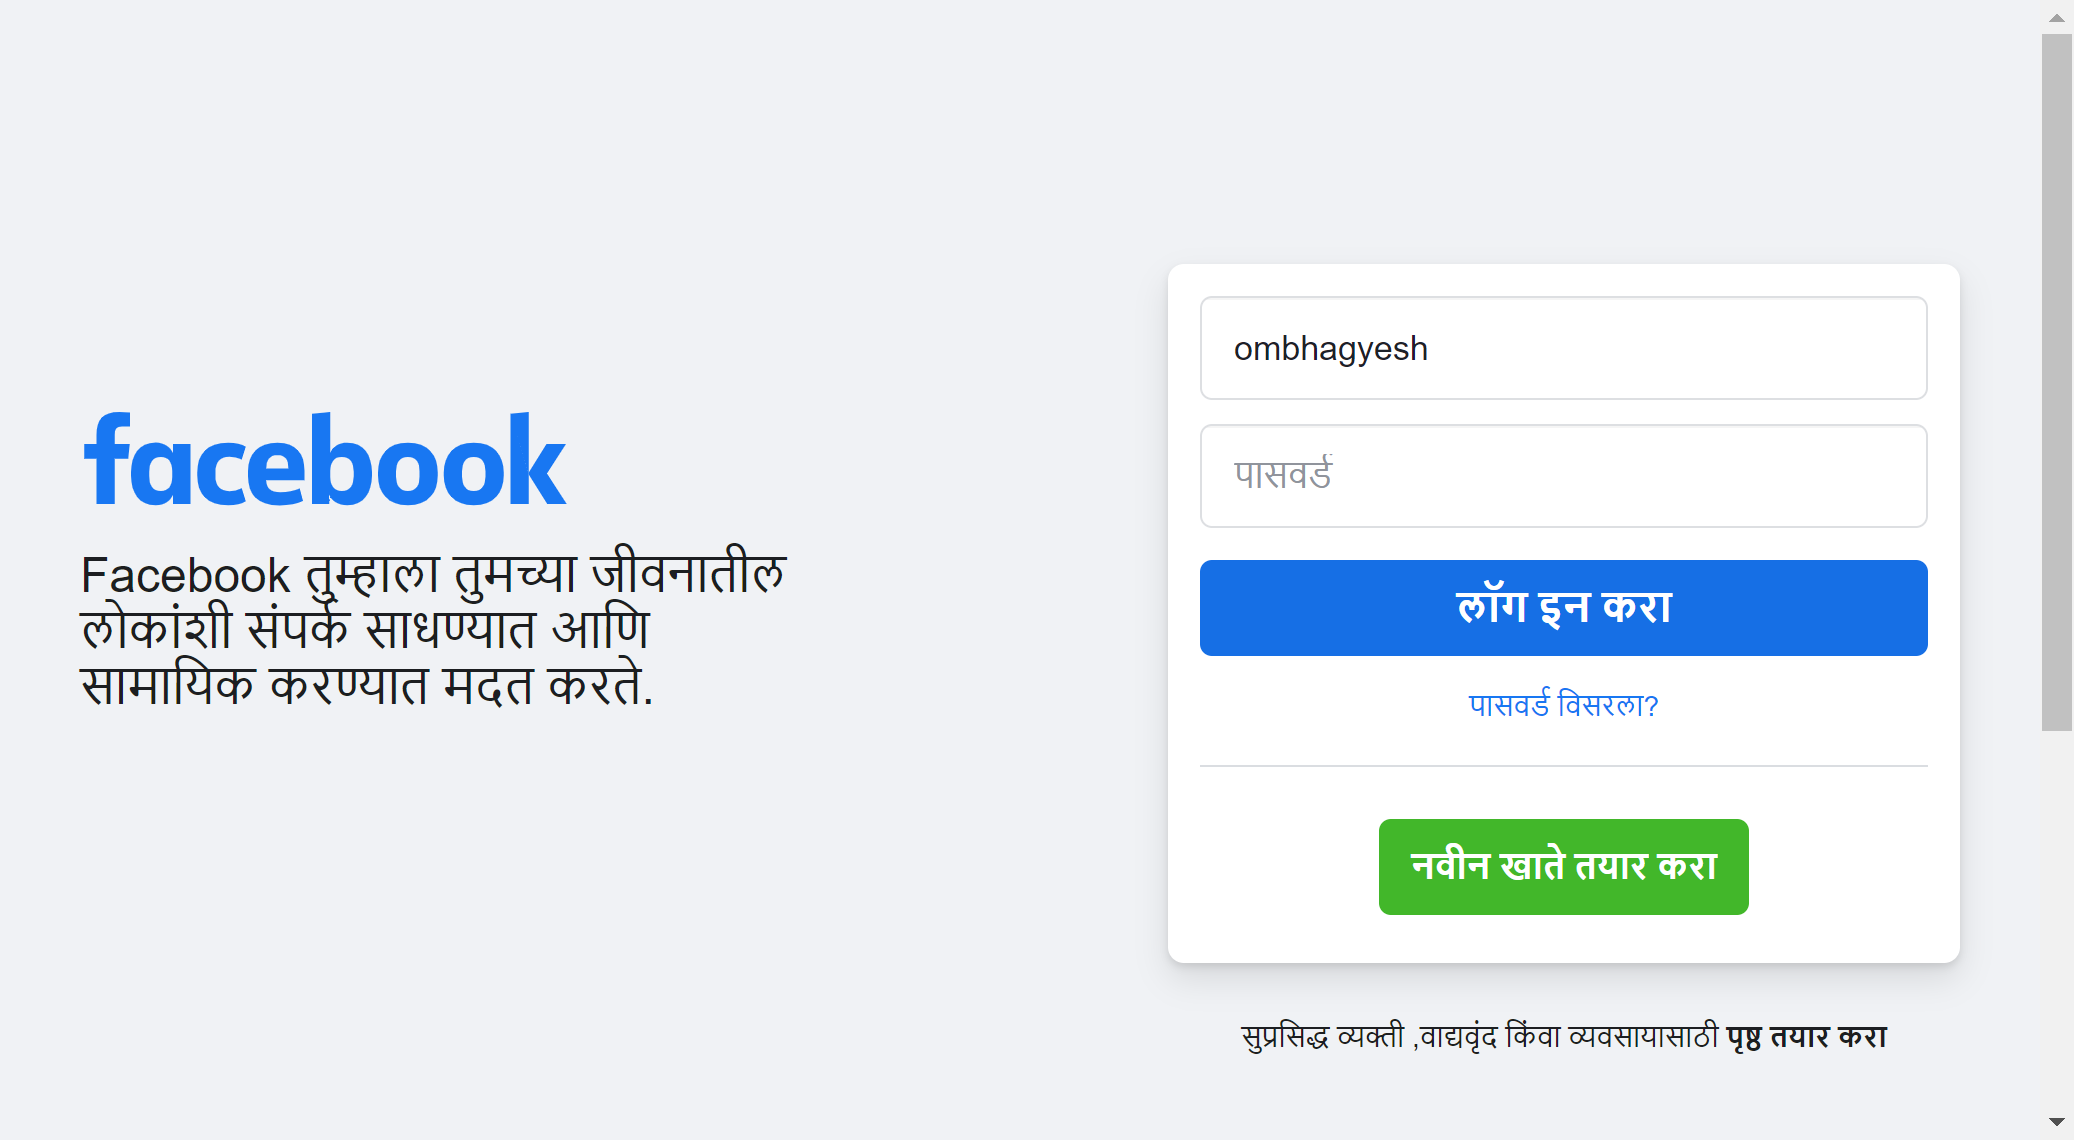 facebook
Facebook तुम्हाला तुमच्या जीवनातील
लोकांशी संपर्क साधण्यात आणि
सामायिक करण्यात मदत करते.
ombhagyesh
पासवर्ड
लॉग इन करा
पासवर्ड विसरला?
नवीन खाते तयार करा
सुप्रसिद्ध व्यक्ती ,वाद्यवृंद किंवा व्यवसायासाठी पृष्ठ तयार करा